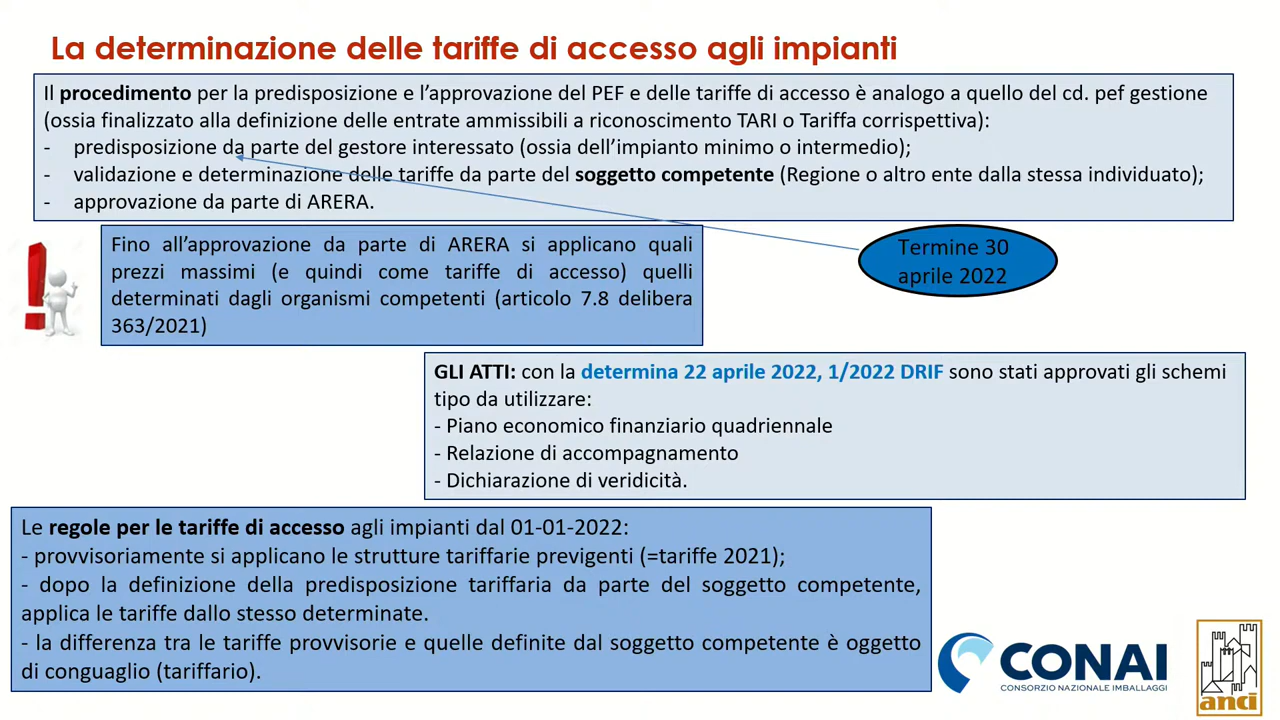 La determinazione delle tariffe di accesso agli impianti
Il procedimento per la predisposizione e l'approvazione del PEF e delle tariffe di accesso è analogo a quello del cd. pef gestione
(ossia finalizzato alla definizione delle entrate ammissibili a riconoscimento TARI o Tariffa corrispettiva):
- predisposizione da parte del gestore interessato (ossia dell'impianto minimo o intermedio);
- validazione e determinazione delle tariffe da parte del soggetto competente (Regione o altro ente dalla stessa individuato);
- approvazione da parte di ARERA.
Fino all'approvazione da parte di ARERA si applicano quali
prezzi massimi (e quindi come tariffe di accesso) quelli
determinati dagli organismi competenti (articolo 7.8 delibera
363/2021)
Termine 30
aprile 2022
GLI ATTI: con la determina 22 aprile 2022, 1/2022 DRIF sono stati approvati gli schemi
tipo da utilizzare:
- Piano economico finanziario quadriennale
- Relazione di accompagnamento
- Dichiarazione di veridicità.
Le regole per le tariffe di accesso agli impianti dal 01-01-2022:
- provvisoriamente si applicano le strutture tariffarie previgenti (=tariffe 2021);
- dopo la definizione della predisposizione tariffaria da parte del soggetto competente,
applica le tariffe dallo stesso determinate.
- la differenza tra le tariffe provvisorie e quelle definite dal soggetto competente è oggetto
di conguaglio (tariffario).
CONAI
CONSORZIO NAZIONALE IMBALLAGGI
anci